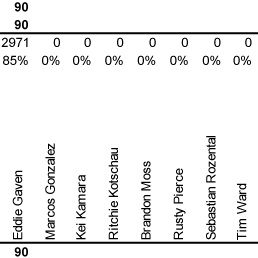 90
90
2971 0 0 0 0 0 0 0
85% 0% 0% 0% 0% 0% 0% 0%
Eddie Gaven
Marcos Gonzalez
Kei Kamara
Ritchie Kotschau
Brandon Moss
Rusty Pierce
Sebastian Rozental
Tim Ward
90